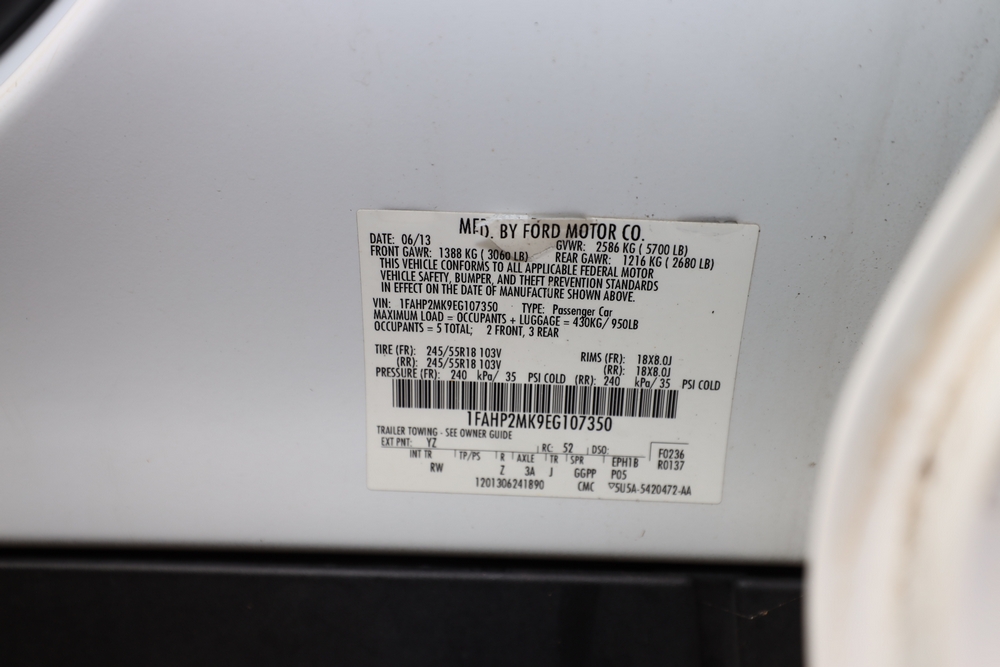 MFD. BY FORD MOTOR CO.
DATE: 06/13 GVWR: 2586 KG ( 5700 LB)
FRONT GAWR: 1388 KG ( 3060 LB) REAR GAWR: 1216 KG ( 2680 LB)
THIS VEHICLE CONFORMS TO ALL APPLICABLE FEDERAL MOTOR
VEHICLE SAFETY, BUMPER, AND THEFT PREVENTION STANDARDS
IN EFFECT ON THE DATE OF MANUFACTURE SHOWN ABOVE.
VIN: 1FAHP2MK9EG107350 TYPE: Passenger Car
MAXIMUM LOAD = OCCUPANTS + LUGGAGE = 430KG/ 950LB
OCCUPANTS = 5 TOTAL; 2 FRONT, 3 REAR
TIRE (FR): 245/55R18 103V RIMS (FR): 18X8.0J
(RR): 245/55R18 103V (RR): 18X8.0J
PRESSURE (FR): 240 kPa/ 35 PSI COLD (RR): 240 kPa/ 35 PSI COLD
1FAHP2MK9EG107350
TRAILER TOWING - SEE OWNER GUIDE
EXT PNT: YZ RC: 52 DSO: F0236
INT TR TP/PS R AXLE TR SPR EPH1B R0137
RW Z 3A J GGPP P05
1201306241890 CMC 5U5A-5420472-AA